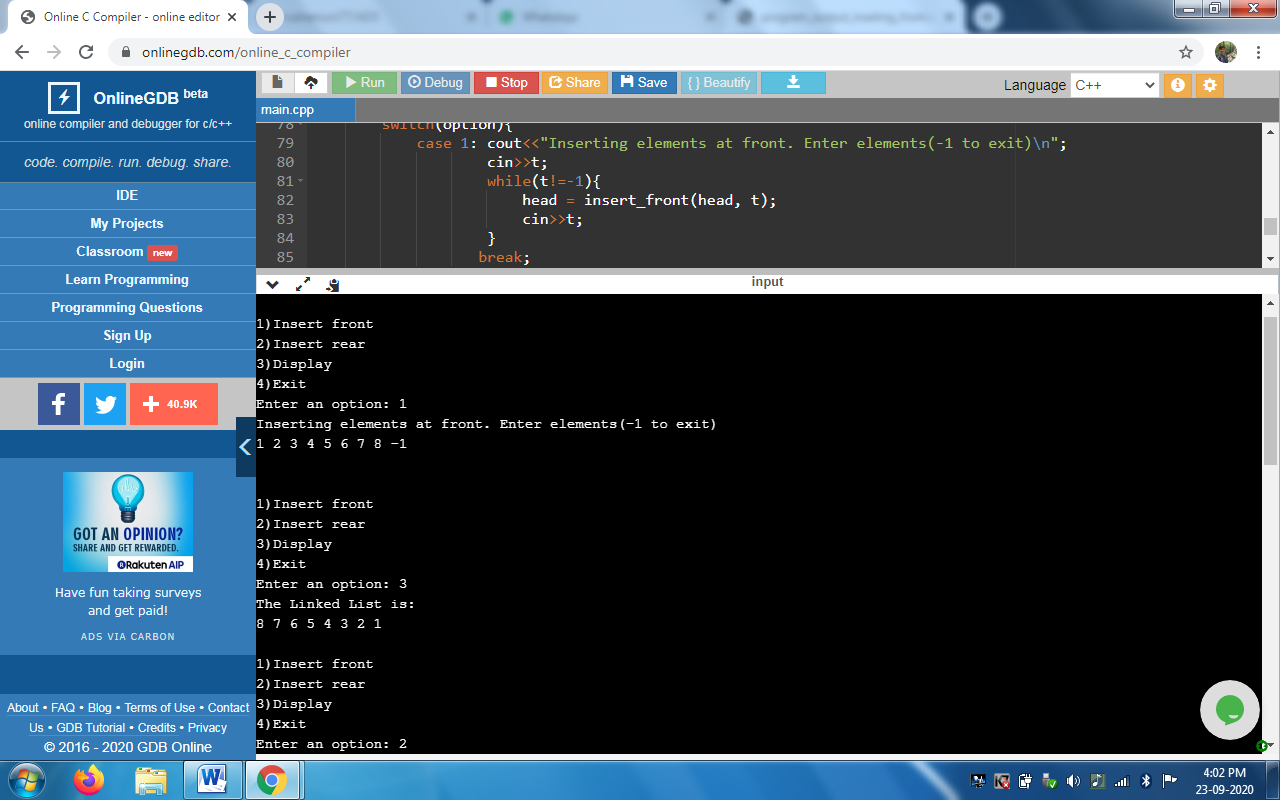 Online C Compiler - online editor
onlinegdb.com/online_c_compiler
OnlineGDB beta
online compiler and debugger for c/c++
code. compile. run. debug. share.
IDE
My Projects
Classroom new
Learn Programming
Programming Questions
Sign Up
Login
40.9K
GOT AN OPINION?
SHARE AND GET REWARDED.
Rakuten AIP
Have fun taking surveys
and get paid!
ADS VIA CARBON
About • FAQ • Blog • Terms of Use • Contact
Us • GDB Tutorial • Credits • Privacy
© 2016 - 2020 GDB Online
Run Debug Stop Share Save { } Beautify
Language C++
main.cpp
78 switch(option){
79 case 1: cout<<"Inserting elements at front. Enter elements(-1 to exit)\n";
80 cin>>t;
81 while(t!=-1){
82 head = insert_front(head, t);
83 cin>>t;
84 }
85 break;
input
1)Insert front
2)Insert rear
3)Display
4)Exit
Enter an option: 1
Inserting elements at front. Enter elements(-1 to exit)
1 2 3 4 5 6 7 8 -1
1)Insert front
2)Insert rear
3)Display
4)Exit
Enter an option: 3
The Linked List is:
8 7 6 5 4 3 2 1
1)Insert front
2)Insert rear
3)Display
4)Exit
Enter an option: 2
4:02 PM
23-09-2020